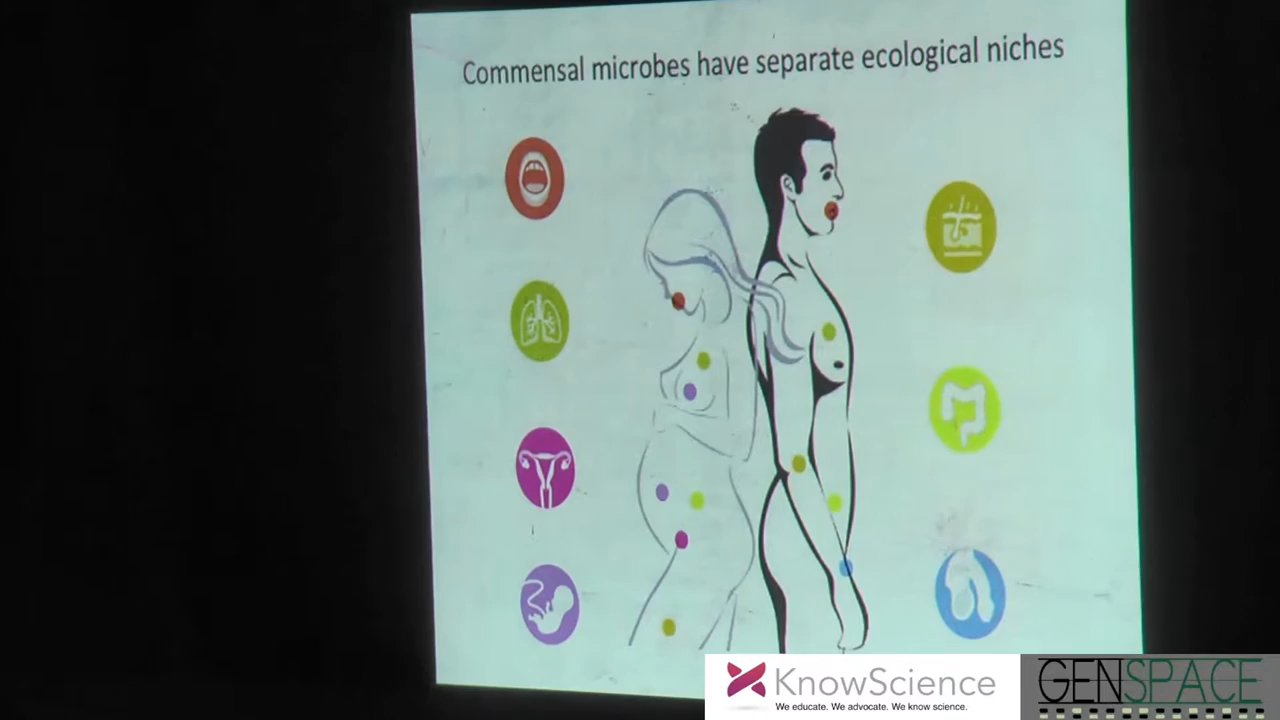 Commensal microbes have separate ecological niches
KnowScience
We educate. We advocate. We know science.
GENSPACE